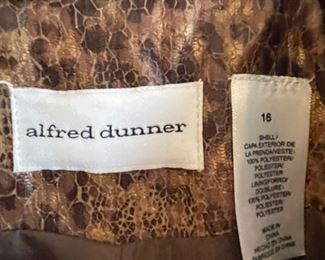 alfred dunner
16
SHELL/
CAPA EXTERIOR DE
LA PRENDA/VESTE/
100% POLYESTER/
POLIESTER/
POLYESTER
LINING/FORRO/
DOUBLURE/
100% POLYESTER/
POLIESTER/
POLYESTER
MADE IN CHINA
HECHO EN CHINA
FABRIQUÉ EN CHINE